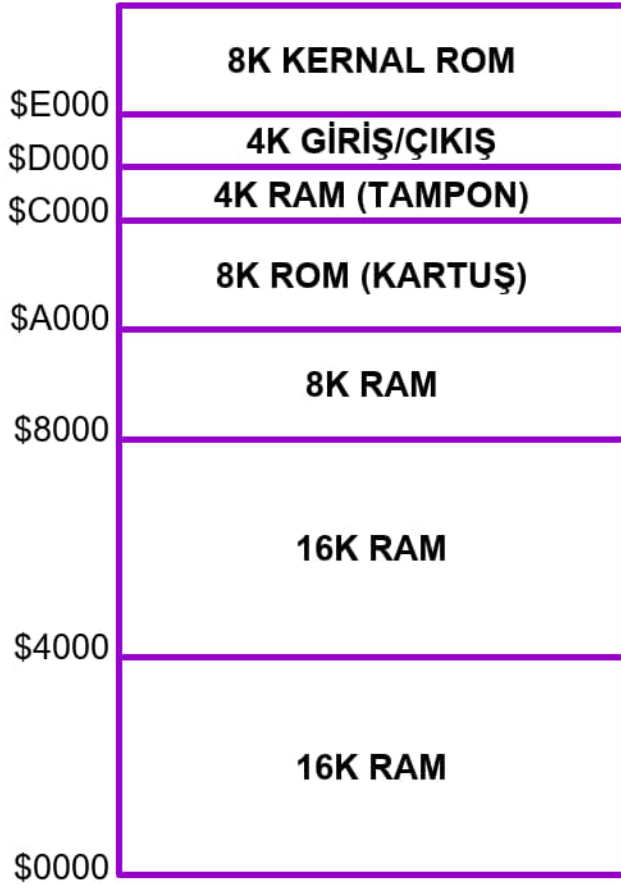 8K KERNAL ROM
$E000
4K GİRİŞ/ÇIKIŞ
$D000
4K RAM (TAMPON)
$C000
8K ROM (KARTUŞ)
$A000
8K RAM
$8000
16K RAM
$4000
16K RAM
$0000